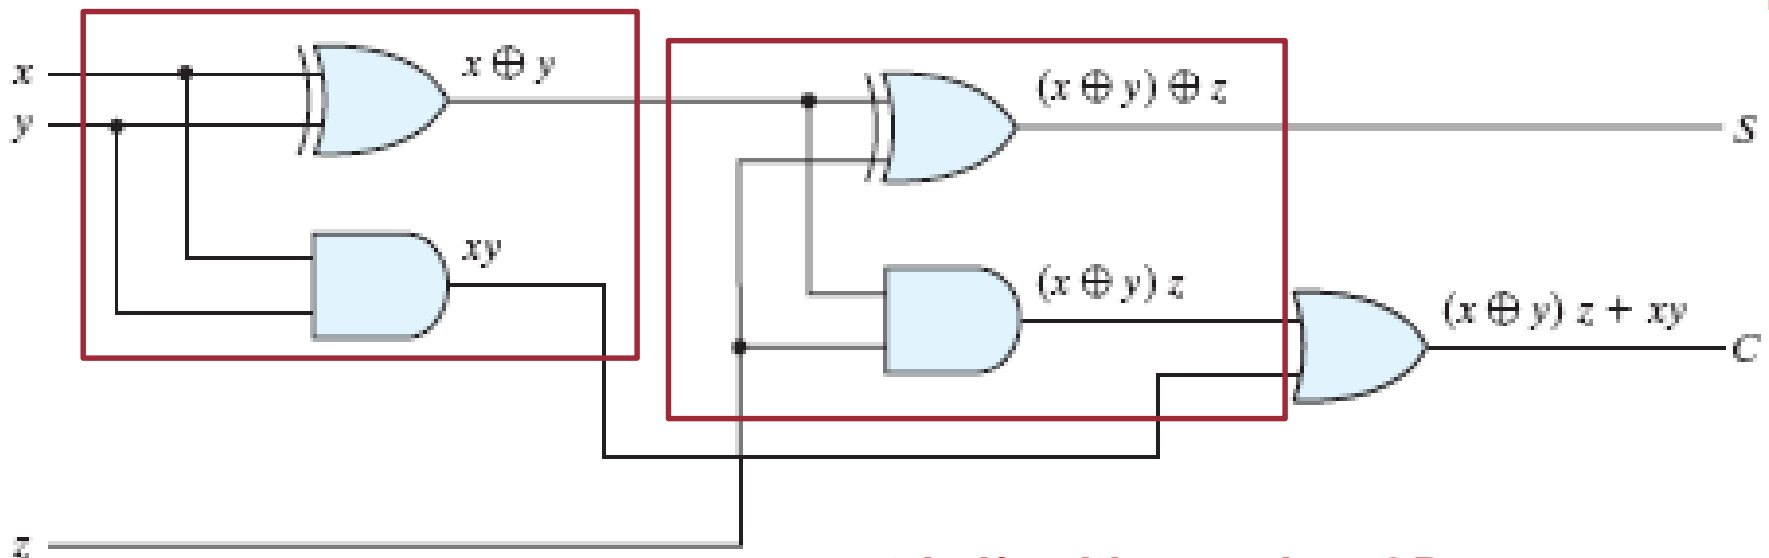 x
y
x ⊕ y
xy
(x ⊕ y) ⊕ z
S
(x ⊕ y) z
(x ⊕ y) z + xy
C
z